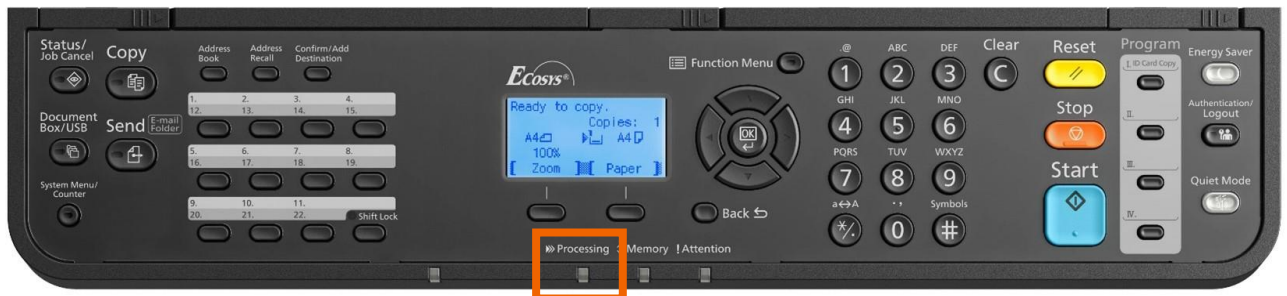 Status/
Job Cancel
Copy
Address
Book
Address
Recall
Confirm/Add
Destination
1. 2. 3. 4.
12. 13. 14. 15.
Document
Box/USB
Send
E-mail
Folder
5. 6. 7. 8.
16. 17. 18. 19.
System Menu/
Counter
9. 10. 11.
20. 21. 22. Shift Lock
ECOSYS®
Ready to copy.
Copies: 1
A4 A4
100%
[ Zoom ] [ Paper ]
Processing Memory !Attention
Function Menu
OK
Back
.@ ABC DEF Clear
1 2 3 C
GHI JKL MNO
4 5 6
PQRS TUV WXYZ
7 8 9
a↔A ., Symbols
*/. 0 #
Reset
Stop
Start
Program
I. ID Card Copy
II.
III.
IV.
Energy Saver
Authentication/
Logout
Quiet Mode